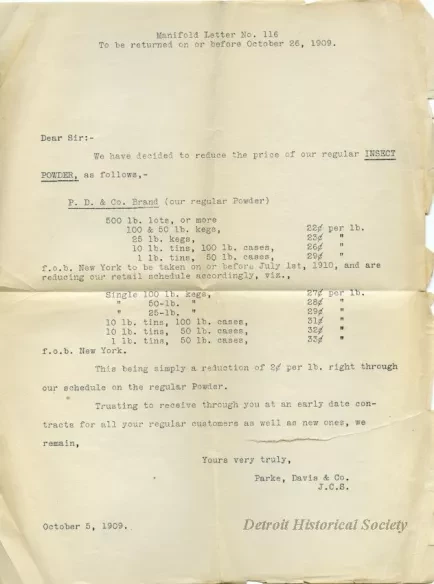 Manifold Letter No. 116
To be returned on or before October 26, 1909.
Dear Sir:-
We have decided to reduce the price of our regular INSECT
POWDER, as follows,-
P. D. & Co. Brand (our regular Powder)
500 lb. lots, or more
100 & 50 lb. kegs, 22¢ per lb.
25 lb. kegs, 23¢ "
10 lb. tins, 100 lb. cases, 26¢ "
1 lb. tins, 50 lb. cases, 29¢ "
f.o.b. New York to be taken on or before July 1st, 1910, and are
reducing our retail schedule accordingly, viz.,
Single 100 lb. kegs, 27¢ per lb.
" 50-lb. " 28¢ "
" 25-lb. " 29¢ "
10 lb. tins, 100 lb. cases, 31¢ "
10 lb. tins, 50 lb. cases, 32¢ "
1 lb. tins, 50 lb. cases, 33¢ "
f.o.b. New York.
This being simply a reduction of 2¢ per lb. right through
our schedule on the regular Powder.
Trusting to receive through you at an early date con-
tracts for all your regular customers as well as new ones, we
remain,
Yours very truly,
Parke, Davis & Co.
J.C.S.
October 5, 1909.
Detroit Historical Society